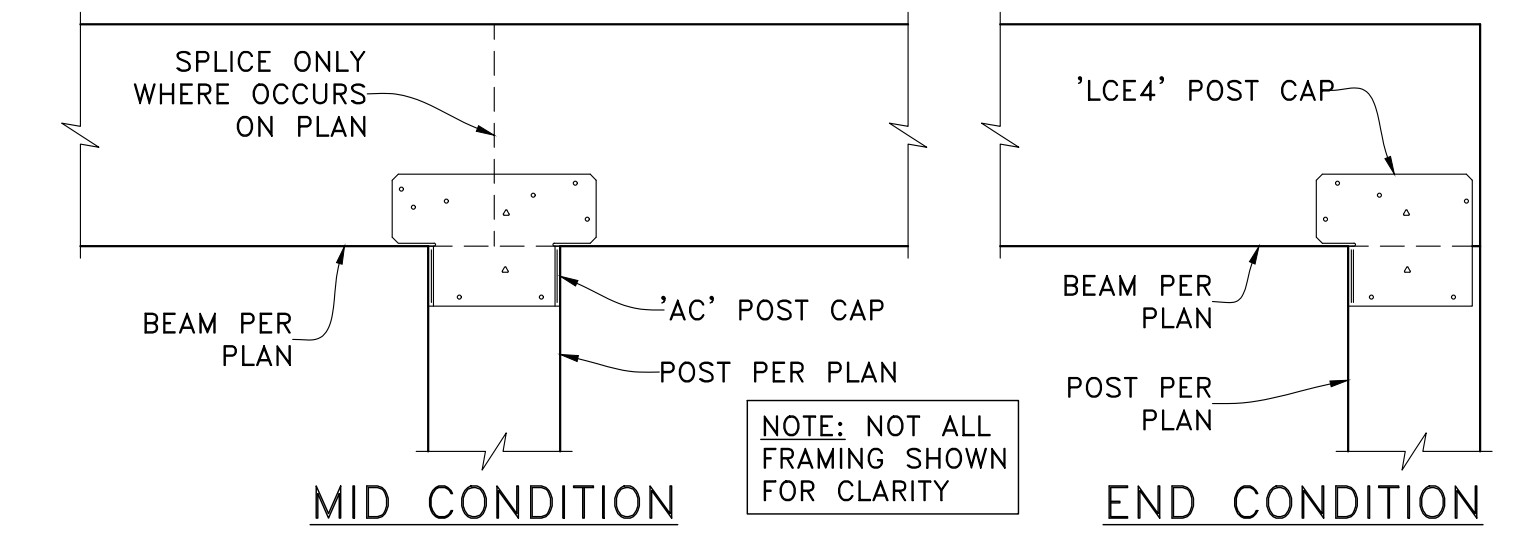 SPLICE ONLY
WHERE OCCURS
ON PLAN
BEAM PER
PLAN
'AC' POST CAP
POST PER PLAN
NOTE: NOT ALL
FRAMING SHOWN
FOR CLARITY
MID CONDITION
'LCE4' POST CAP
BEAM PER
PLAN
POST PER
PLAN
END CONDITION